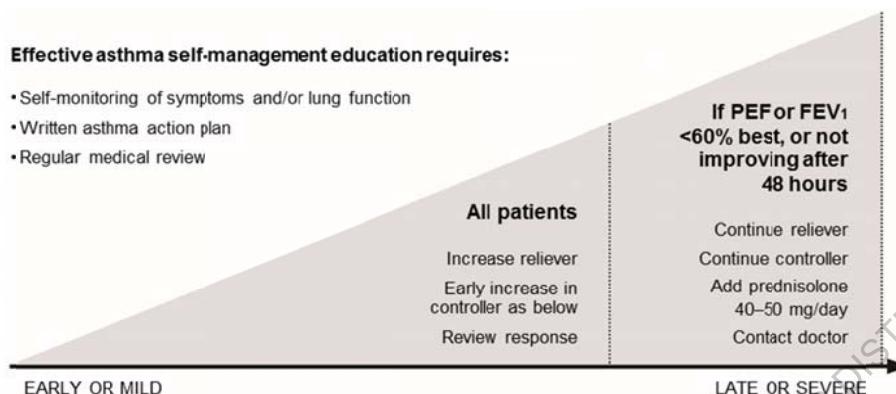 Effective asthma self-management education requires:
• Self-monitoring of symptoms and/or lung function
• Written asthma action plan
• Regular medical review
All patients
Increase reliever
Early increase in
controller as below
Review response
If PEF or FEV1
<60% best, or not
improving after
48 hours
Continue reliever
Continue controller
Add prednisolone
40–50 mg/day
Contact doctor
EARLY OR MILD
LATE OR SEVERE